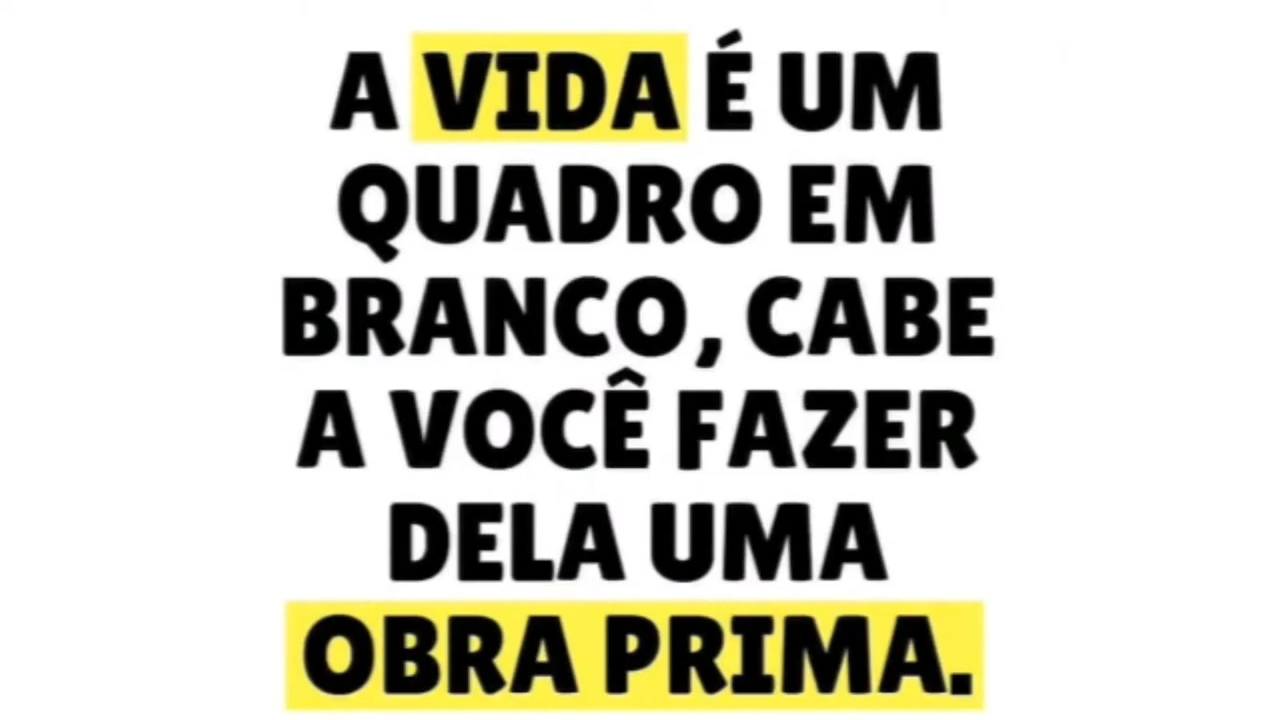 A VIDA É UM
QUADRO EM
BRANCO, CABE
A VOCÊ FAZER
DELA UMA
OBRA PRIMA.